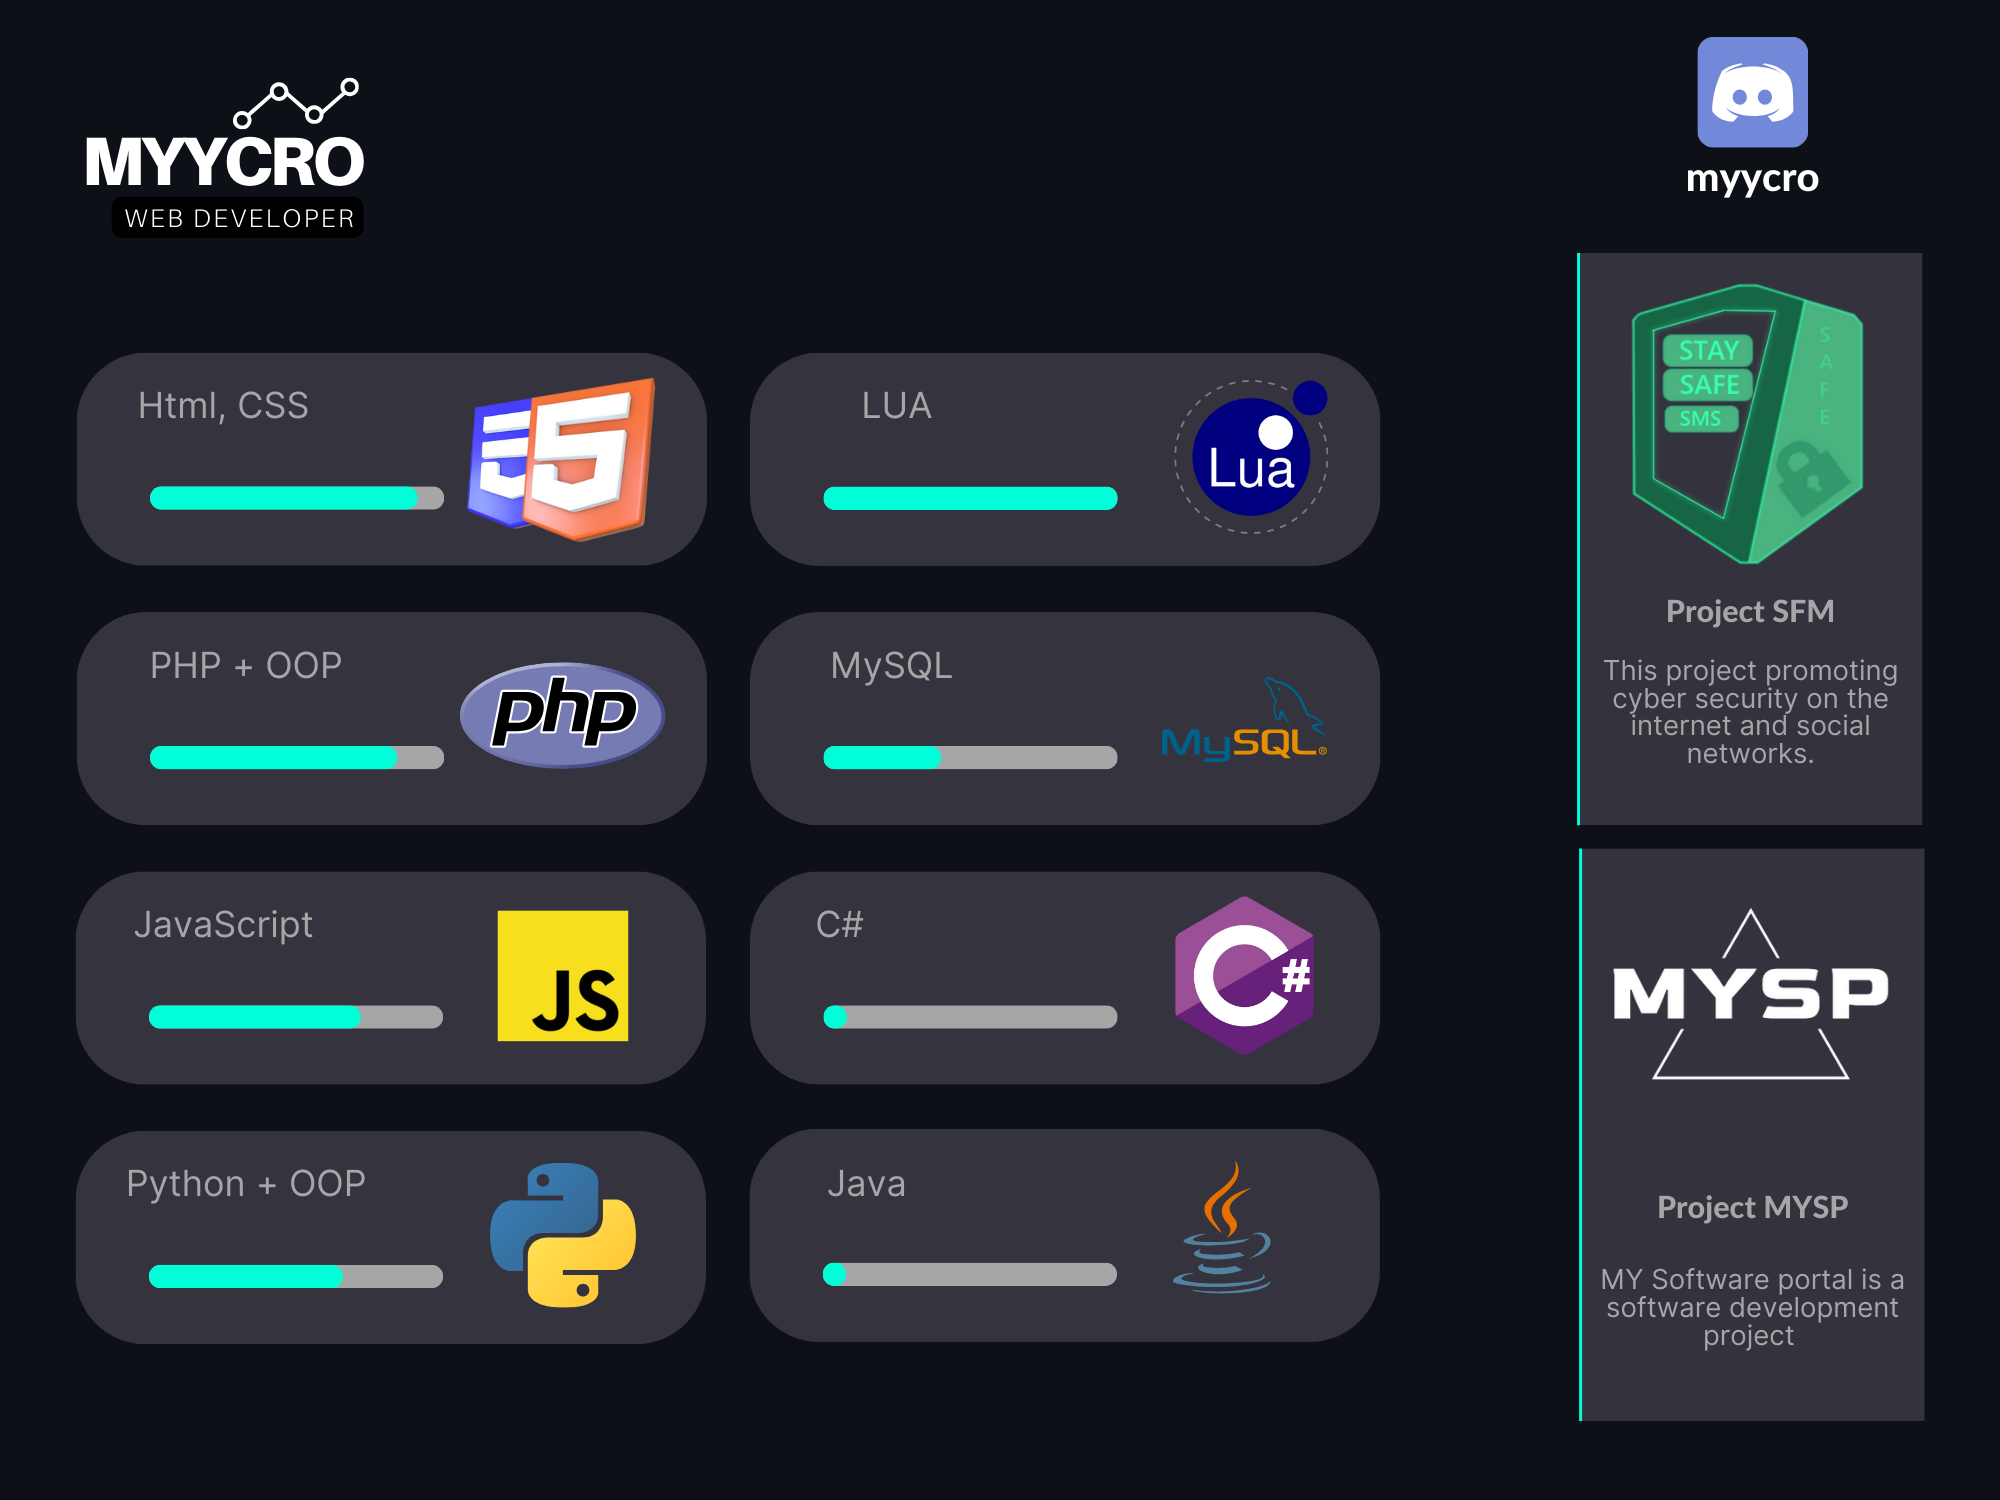 MYYCRO
WEB DEVELOPER
myycro
Html, CSS
LUA
Lua
PHP + OOP
php
MySQL
MySQL®
JavaScript
JS
C#
C#
Python + OOP
Java
STAY
SAFE
SMS
S
A
F
E
Project SFM
This project promoting
cyber security on the
internet and social
networks.
MYSP
Project MYSP
MY Software portal is a
software development
project